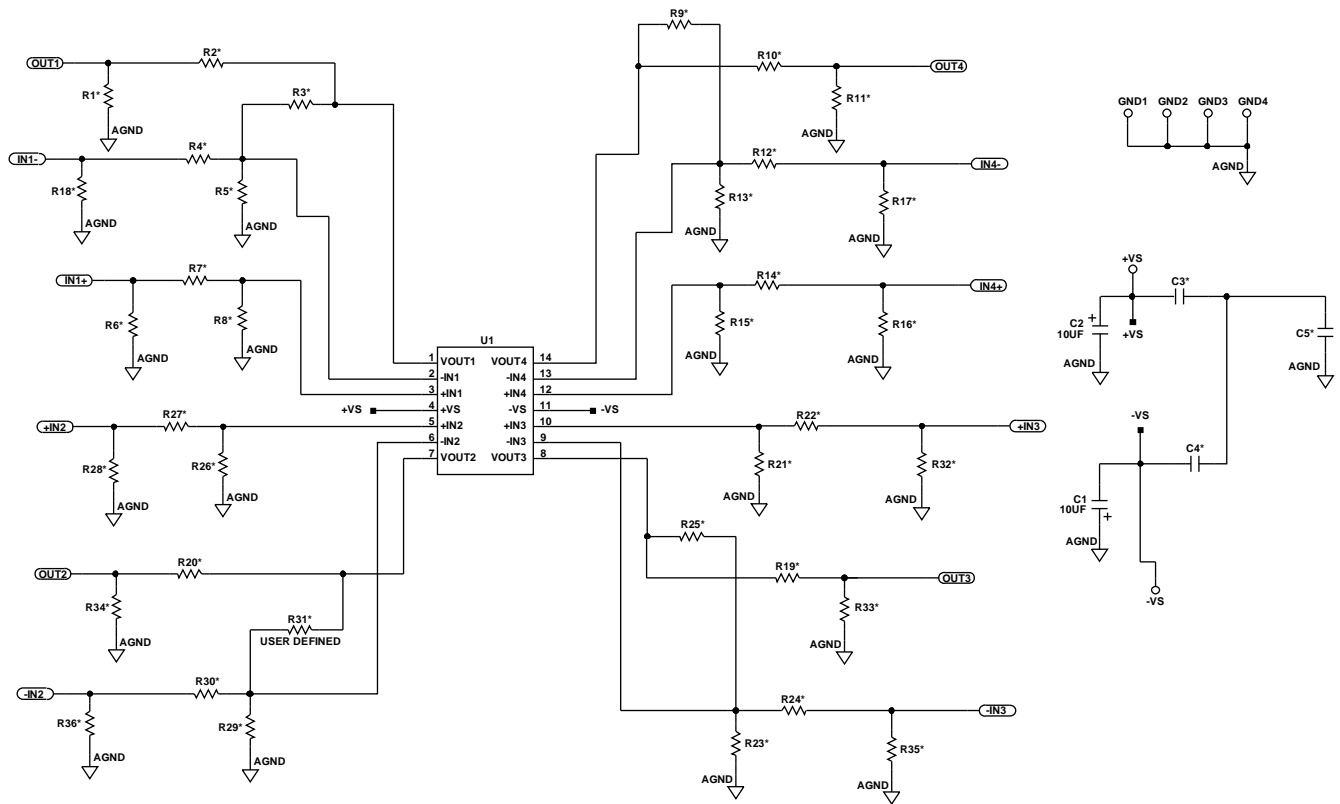 R9*
R2*
R10*
OUT1
OUT4
R1*
R3*
R11*
GND1 GND2 GND3 GND4
AGND
AGND
R4*
R12*
IN1-
IN4-
AGND
R18*
R5*
R13*
R17*
AGND
AGND
AGND
AGND
+VS
R7*
R14*
C3*
IN1+
IN4+
R6*
R8*
R15*
R16*
C2
10UF
+VS
C5*
U1
AGND
AGND
AGND
AGND
AGND
AGND
1 VOUT1 VOUT4 14
2 -IN1 -IN4 13
3 +IN1 +IN4 12
+VS 4 +VS -VS 11 -VS
5 +IN2 +IN3 10
6 -IN2 -IN3 9
7 VOUT2 VOUT3 8
R27*
R22*
-VS
+IN2
+IN3
R28*
R26*
R21*
R32*
C4*
AGND
AGND
AGND
AGND
C1
10UF
R25*
AGND
R20*
R19*
OUT2
OUT3
R34*
R31*
USER DEFINED
R33*
-VS
AGND
AGND
R30*
R24*
-IN2
-IN3
R36*
R29*
R23*
R35*
AGND
AGND
AGND
AGND